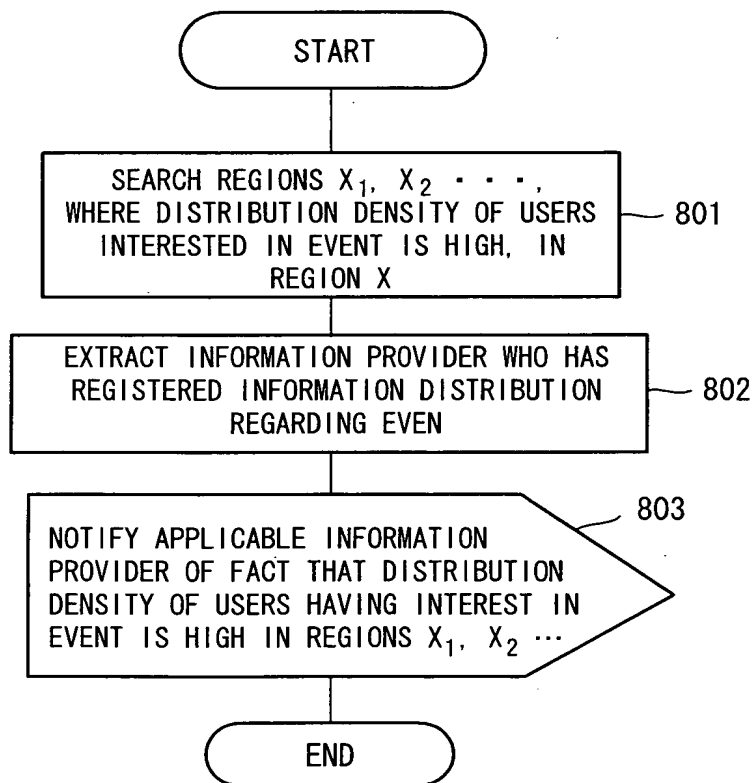 START
SEARCH REGIONS X₁, X₂ ・・・,
WHERE DISTRIBUTION DENSITY OF USERS
INTERESTED IN EVENT IS HIGH, IN
REGION X
801
EXTRACT INFORMATION PROVIDER WHO HAS
REGISTERED INFORMATION DISTRIBUTION
REGARDING EVEN
802
803
NOTIFY APPLICABLE INFORMATION
PROVIDER OF FACT THAT DISTRIBUTION
DENSITY OF USERS HAVING INTEREST IN
EVENT IS HIGH IN REGIONS X₁, X₂ ⋯
END